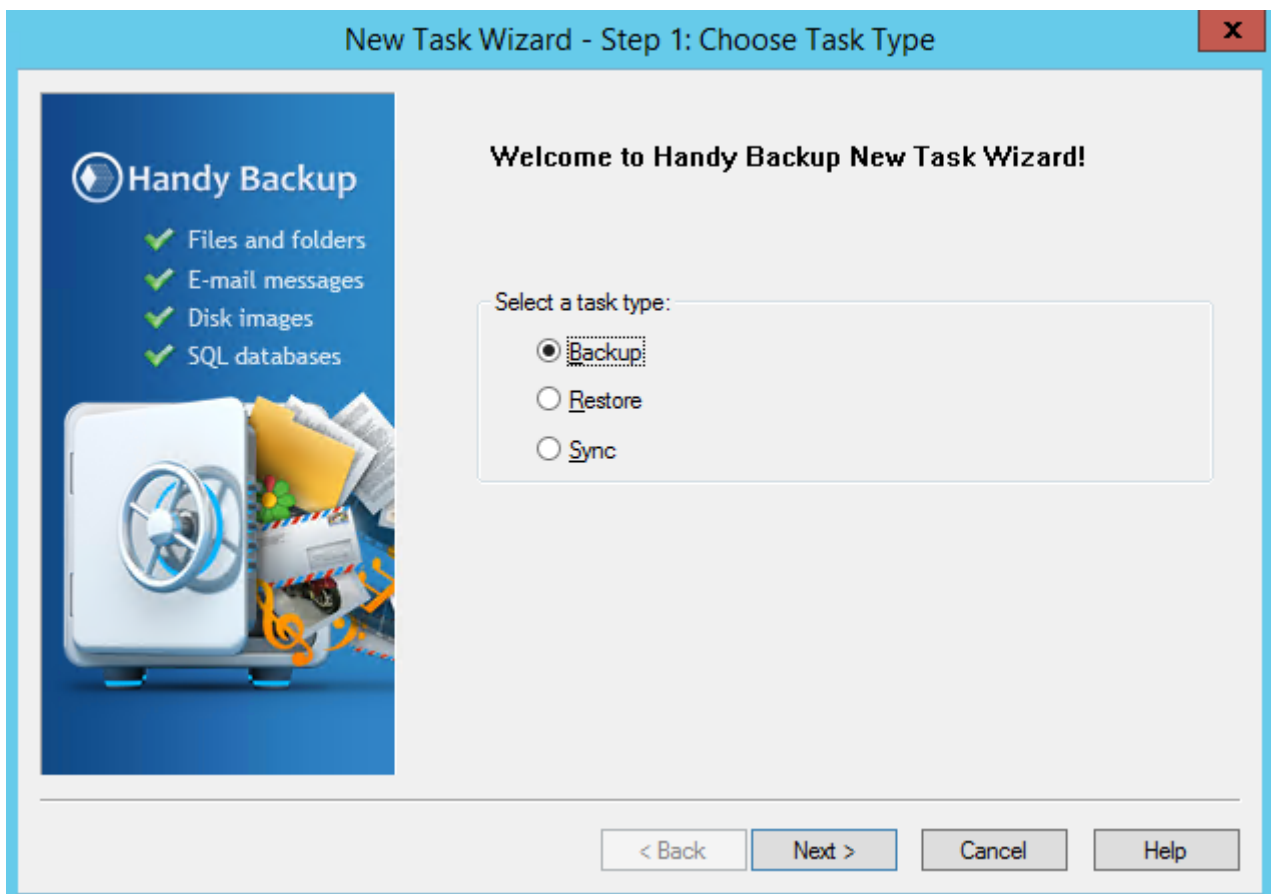 New Task Wizard - Step 1: Choose Task Type
x
Handy Backup
Files and folders
E-mail messages
Disk images
SQL databases
Welcome to Handy Backup New Task Wizard!
Select a task type:
Backup
Restore
Sync
< Back
Next >
Cancel
Help